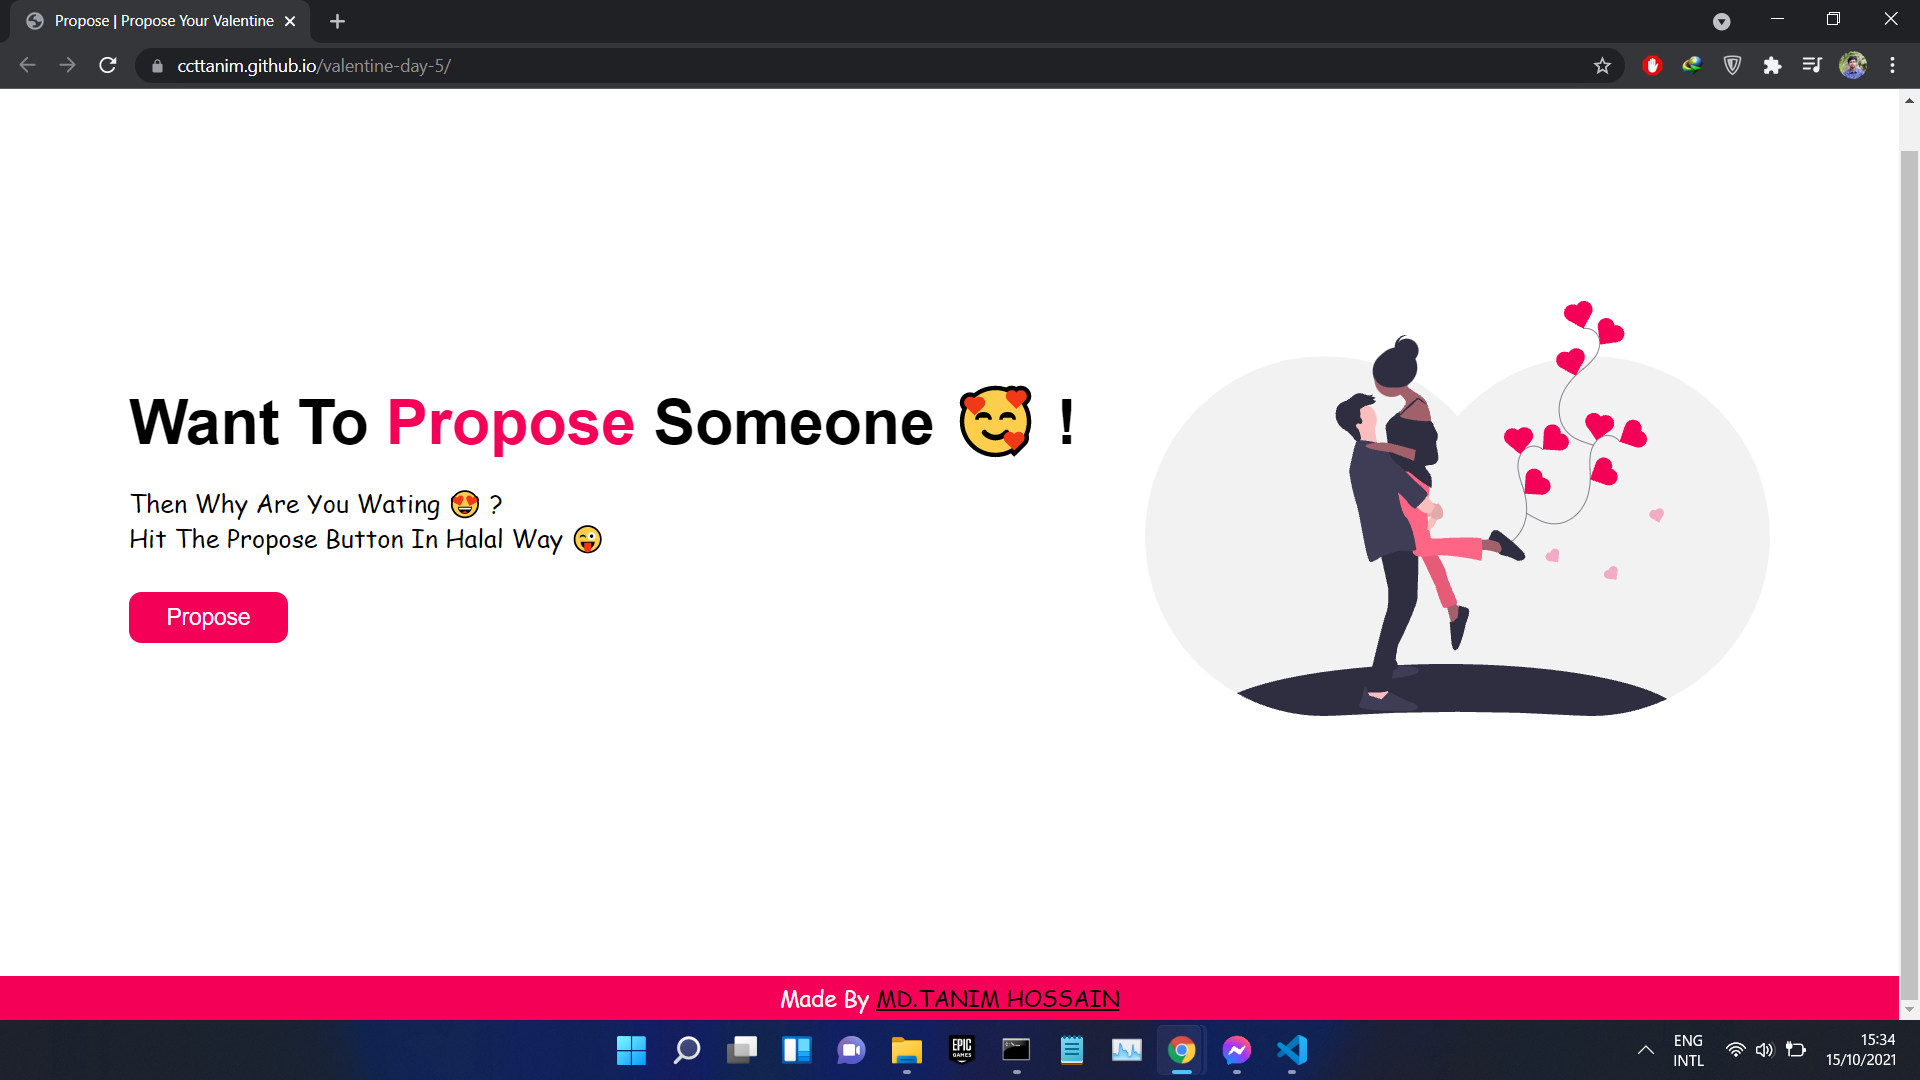 Propose | Propose Your Valentine
ccttanim.github.io/valentine-day-5/
Want To Propose Someone 🥰 !
Then Why Are You Wating 😍 ?
Hit The Propose Button In Halal Way 😜
Propose
Made By MD.TANIM HOSSAIN
EPIC
GAMES
ENG
INTL
15:34
15/10/2021